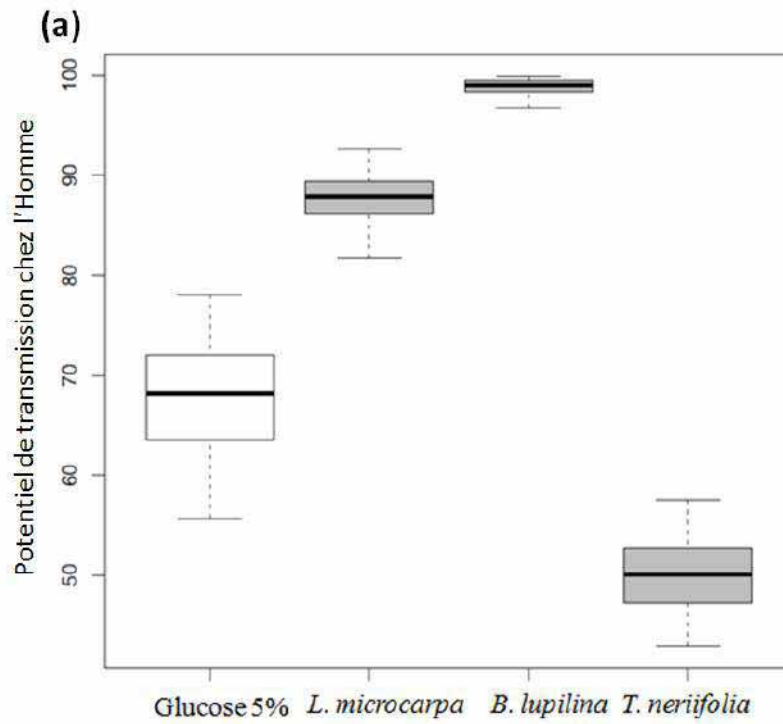 (a)
Potentiel de transmission chez l'Homme
100
90
80
70
60
50
Glucose 5% L. microcarpa B. lupilina T. neriifolia